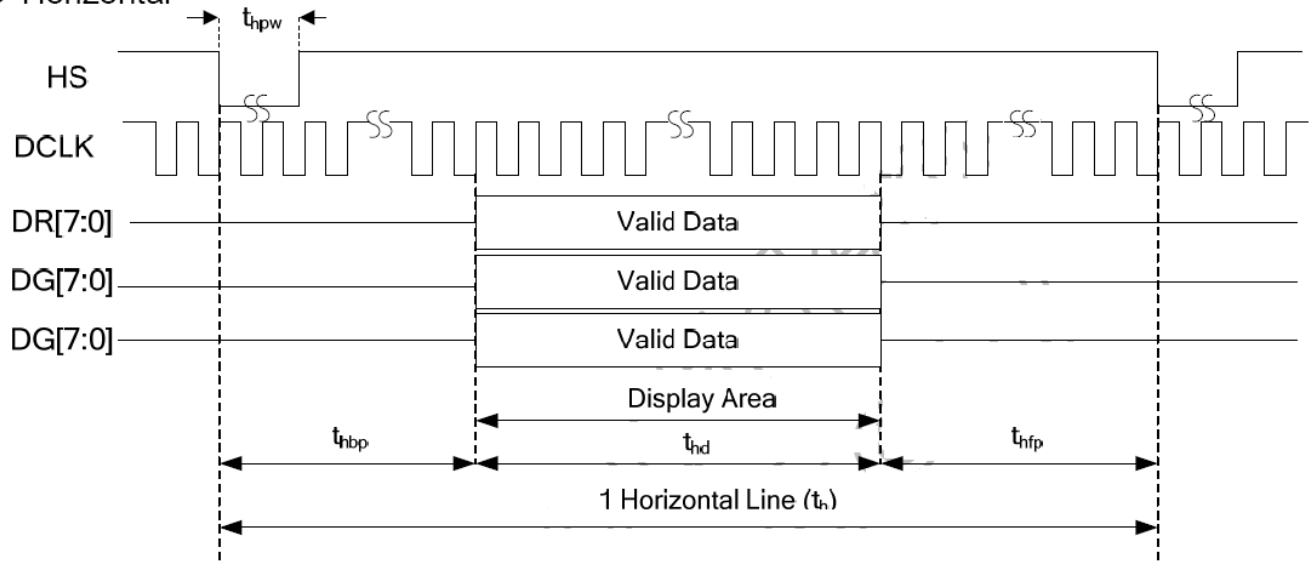 Horizontal
thpw
HS
DCLK
DR[7:0]
Valid Data
DG[7:0]
Valid Data
DG[7:0]
Valid Data
Display Area
thbp
thd
thfp
1 Horizontal Line (th)